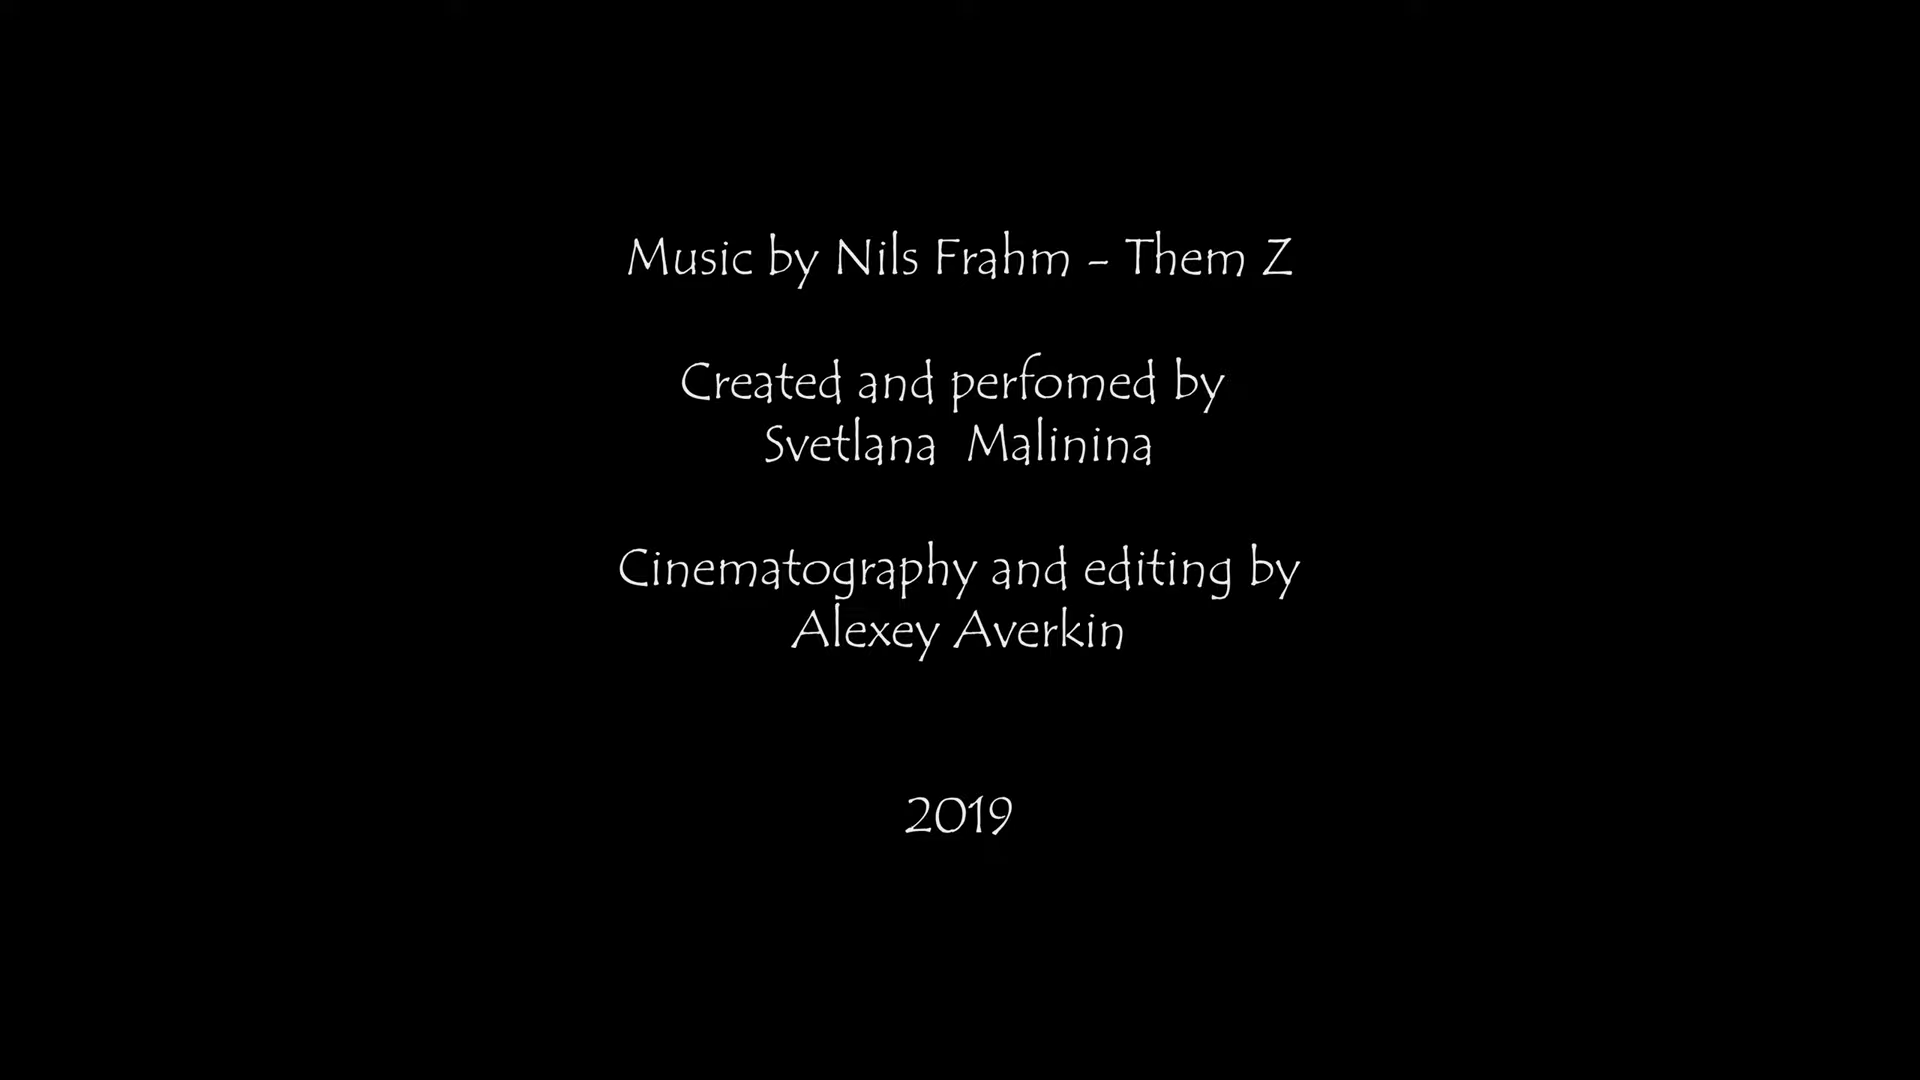 Music by Nils Frahm - Them Z
Created and perfomed by
Svetlana Malinina
Cinematography and editing by
Alexey Averkin
2019